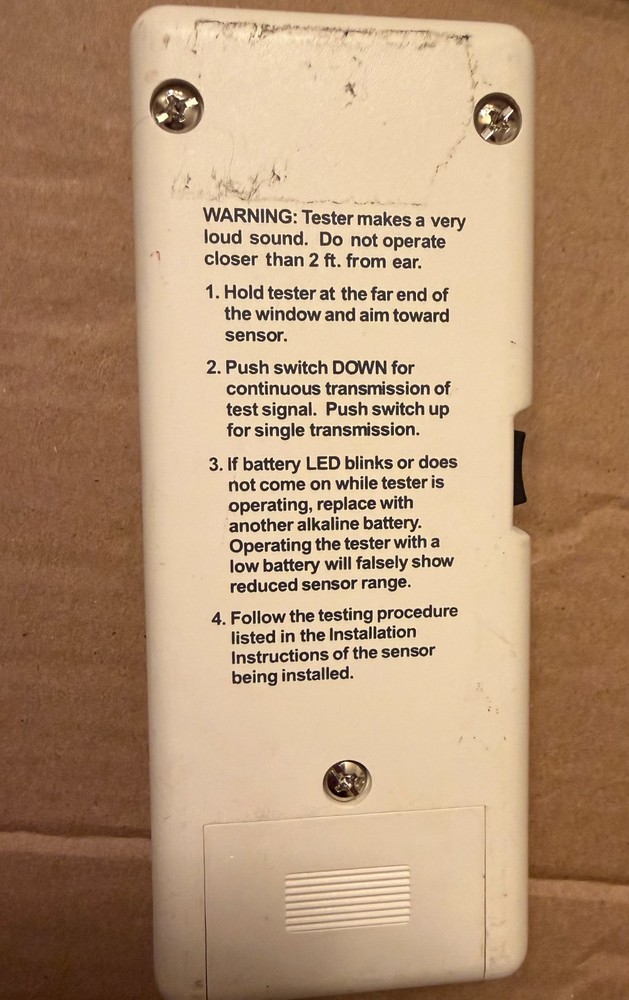 WARNING: Tester makes a very
loud sound. Do not operate
closer than 2 ft. from ear.
1. Hold tester at the far end of
the window and aim toward
sensor.
2. Push switch DOWN for
continuous transmission of
test signal. Push switch up
for single transmission.
3. If battery LED blinks or does
not come on while tester is
operating, replace with
another alkaline battery.
Operating the tester with a
low battery will falsely show
reduced sensor range.
4. Follow the testing procedure
listed in the Installation
Instructions of the sensor
being installed.